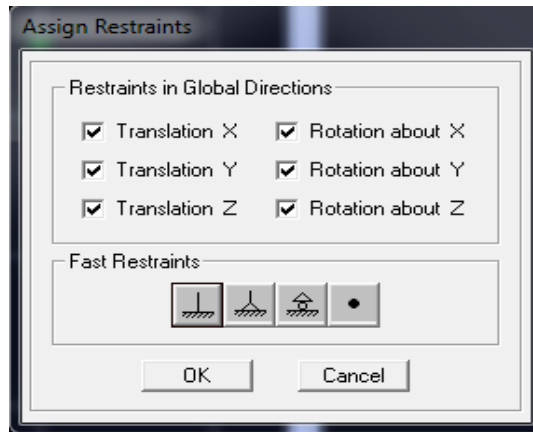 Assign Restraints
Restraints in Global Directions
Translation X Rotation about X
Translation Y Rotation about Y
Translation Z Rotation about Z
Fast Restraints
OK Cancel